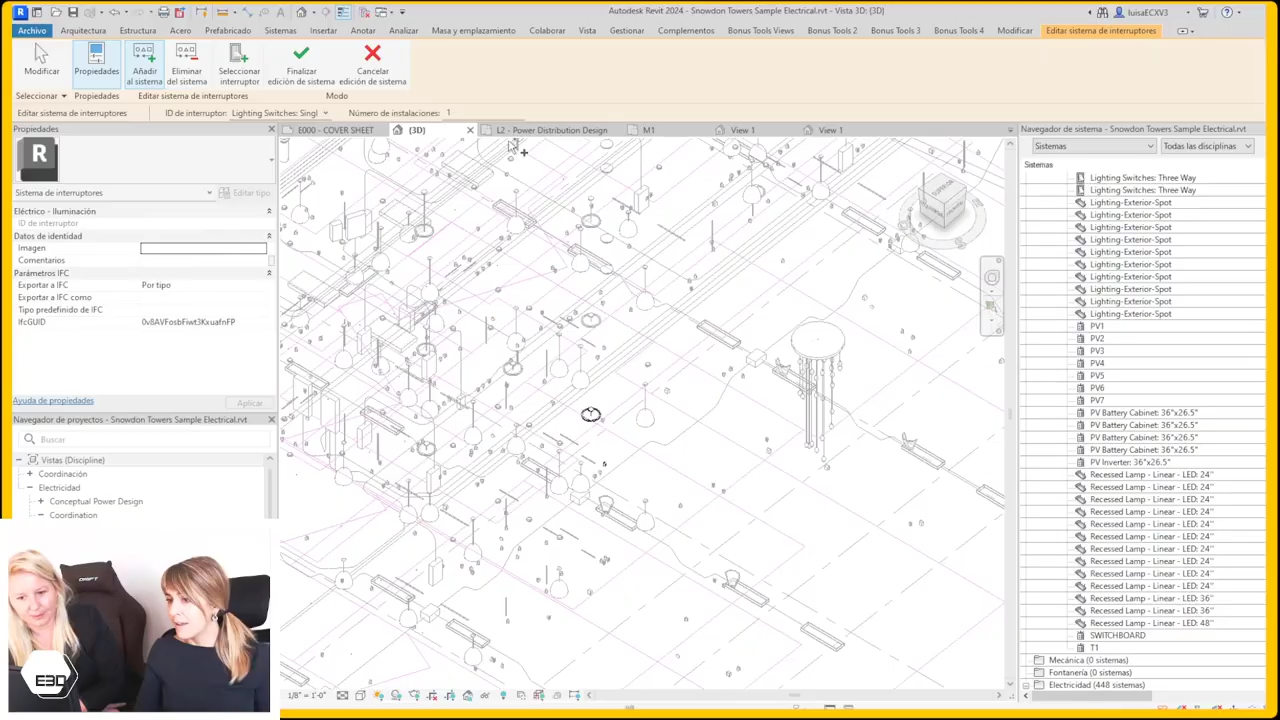 Autodesk Revit 2024 - Snowdon Towers Sample Electrical.rvt - Vista 3D: {3D}
luisaECXV3
Archivo Arquitectura Estructura Acero Prefabricado Sistemas Insertar Anotar Analizar Masa y emplazamiento Colaborar Vista Gestionar Complementos Bonus Tools Views Bonus Tools 2 Bonus Tools 3 Bonus Tools 4 Modificar Editar sistema de interruptores
Modificar
Propiedades
Añadir al sistema
Eliminar del sistema
Seleccionar interruptor
Finalizar edición de sistema
Cancelar edición de sistema
Seleccionar Propiedades Editar sistema de interruptores Modo
Editar sistema de interruptores ID de interruptor: Lighting Switches: Singl Número de instalaciones: 1
Propiedades
E000 - COVER SHEET {3D} L2 - Power Distribution Design M1 View 1 View 1
Navegador de sistema - Snowdon Towers Sample Electrical.rvt
Sistemas Todas las disciplinas
R
Sistema de interruptores Editar tipo
Eléctrico - Iluminación
ID de interruptor
Datos de identidad
Imagen
Comentarios
Parámetros IFC
Exportar a IFC Por tipo
Exportar a IFC como
Tipo predefinido de IFC
IfcGUID 0v8AVFosbFiwt3KxuafnFP
Ayuda de propiedades Aplicar
Navegador de proyectos - Snowdon Towers Sample Electrical.rvt
Buscar
Vistas (Discipline)
Coordinación
Electricidad
Conceptual Power Design
Coordination
Sistemas
Lighting Switches: Three Way
Lighting Switches: Three Way
Lighting-Exterior-Spot
Lighting-Exterior-Spot
Lighting-Exterior-Spot
Lighting-Exterior-Spot
Lighting-Exterior-Spot
Lighting-Exterior-Spot
Lighting-Exterior-Spot
Lighting-Exterior-Spot
Lighting-Exterior-Spot
Lighting-Exterior-Spot
PV1
PV2
PV3
PV4
PV5
PV6
PV7
PV Battery Cabinet: 36"x26.5"
PV Battery Cabinet: 36"x26.5"
PV Battery Cabinet: 36"x26.5"
PV Battery Cabinet: 36"x26.5"
PV Inverter: 36"x26.5"
Recessed Lamp - Linear - LED: 24"
Recessed Lamp - Linear - LED: 24"
Recessed Lamp - Linear - LED: 24"
Recessed Lamp - Linear - LED: 24"
Recessed Lamp - Linear - LED: 24"
Recessed Lamp - Linear - LED: 24"
Recessed Lamp - Linear - LED: 24"
Recessed Lamp - Linear - LED: 24"
Recessed Lamp - Linear - LED: 24"
Recessed Lamp - Linear - LED: 24"
Recessed Lamp - Linear - LED: 36"
Recessed Lamp - Linear - LED: 36"
Recessed Lamp - Linear - LED: 48"
SWITCHBOARD
T1
Mecánica (0 sistemas)
Fontanería (0 sistemas)
Electricidad (448 sistemas)
1/8" = 1'-0"
E3D